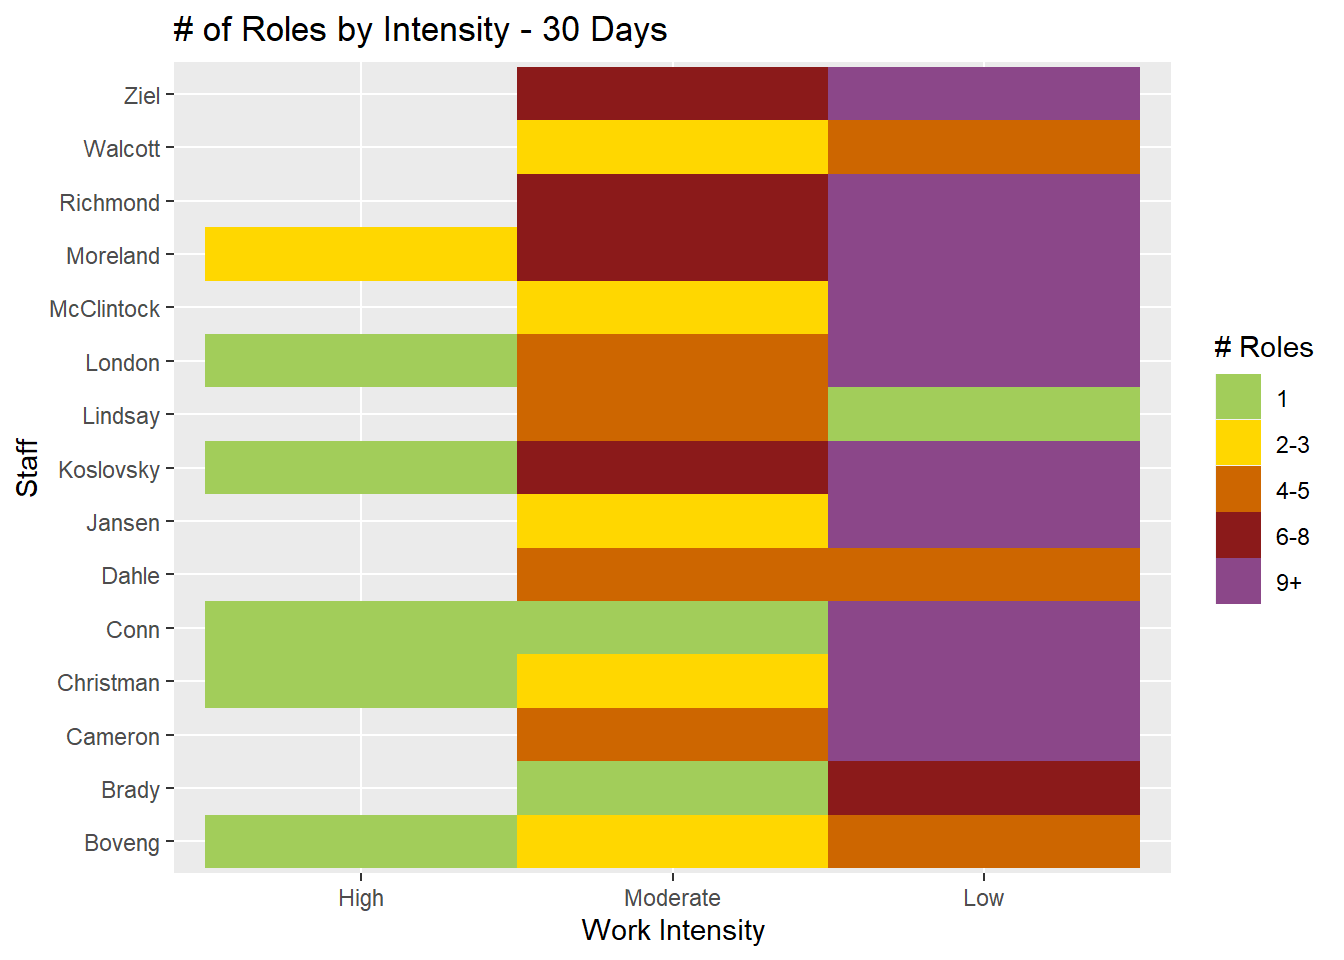 # of Roles by Intensity - 30 Days
Ziel
Walcott
Richmond
Moreland
McClintock
London
Lindsay
Koslovsky
Jansen
Dahle
Conn
Christman
Cameron
Brady
Boveng
Staff
High Moderate Low
Work Intensity
# Roles
1
2-3
4-5
6-8
9+